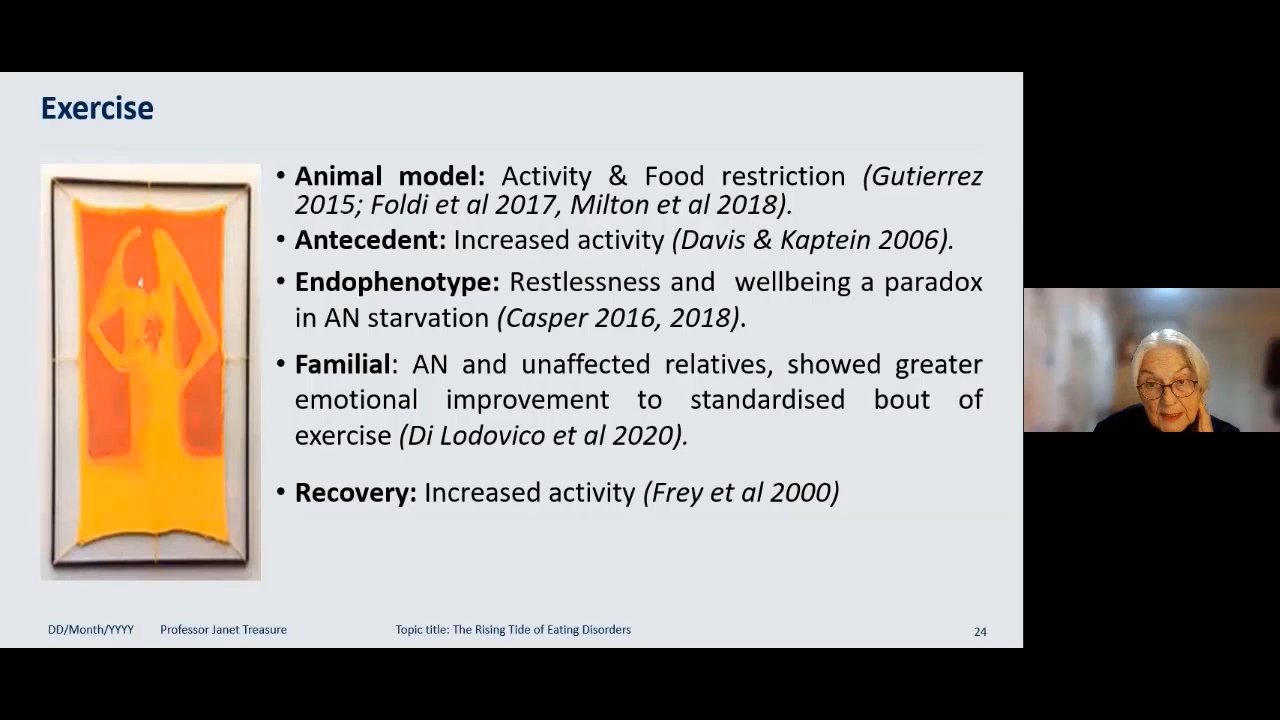 Exercise
• Animal model: Activity & Food restriction (Gutierrez
2015; Foldi et al 2017, Milton et al 2018).
• Antecedent: Increased activity (Davis & Kaptein 2006).
• Endophenotype: Restlessness and  wellbeing a paradox
in AN starvation (Casper 2016, 2018).
• Familial: AN and unaffected relatives, showed greater
emotional improvement to standardised bout of
exercise (Di Lodovico et al 2020).
• Recovery: Increased activity (Frey et al 2000)
DD/Month/YYYY Professor Janet Treasure Topic title: The Rising Tide of Eating Disorders 24